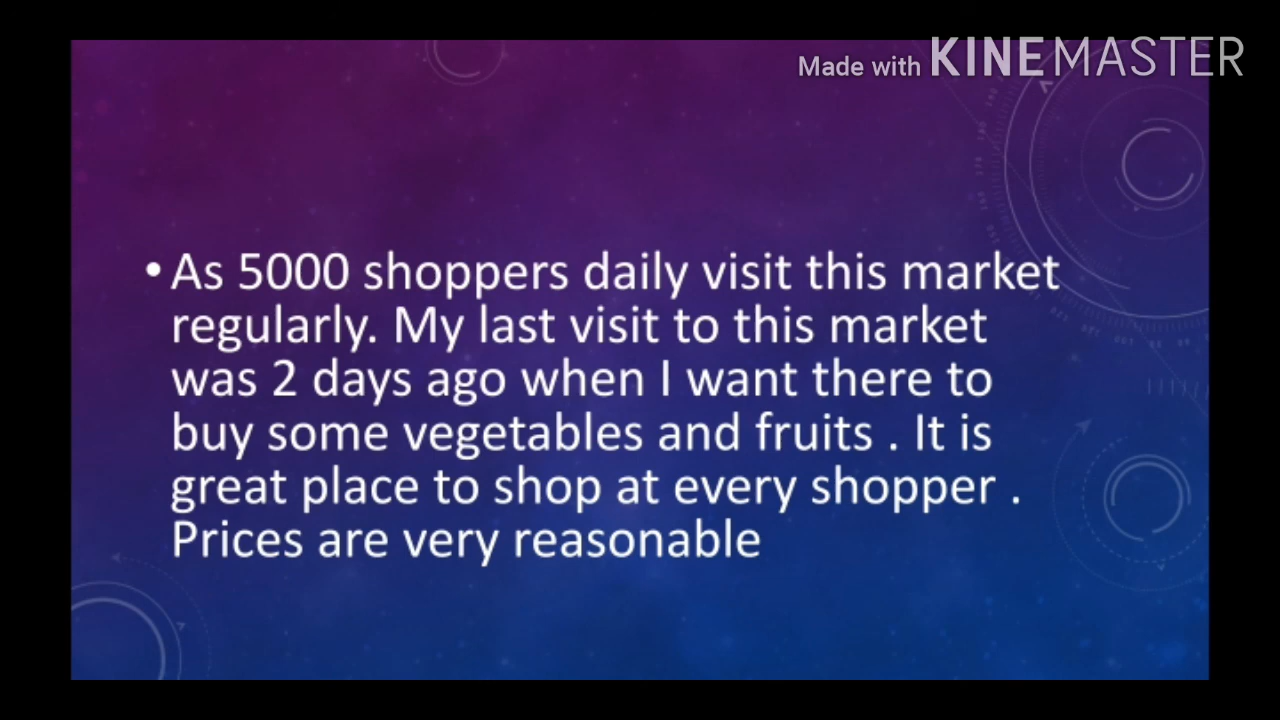 Made with KINEMASTER
• As 5000 shoppers daily visit this market
regularly. My last visit to this market
was 2 days ago when I want there to
buy some vegetables and fruits . It is
great place to shop at every shopper .
Prices are very reasonable